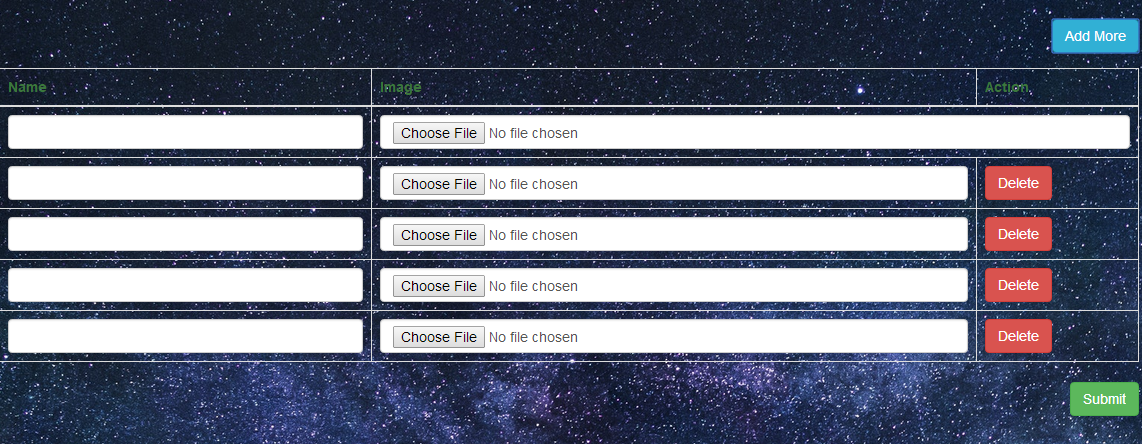 Add More
Name Image Action
Choose File No file chosen
Choose File No file chosen Delete
Choose File No file chosen Delete
Choose File No file chosen Delete
Choose File No file chosen Delete
Submit